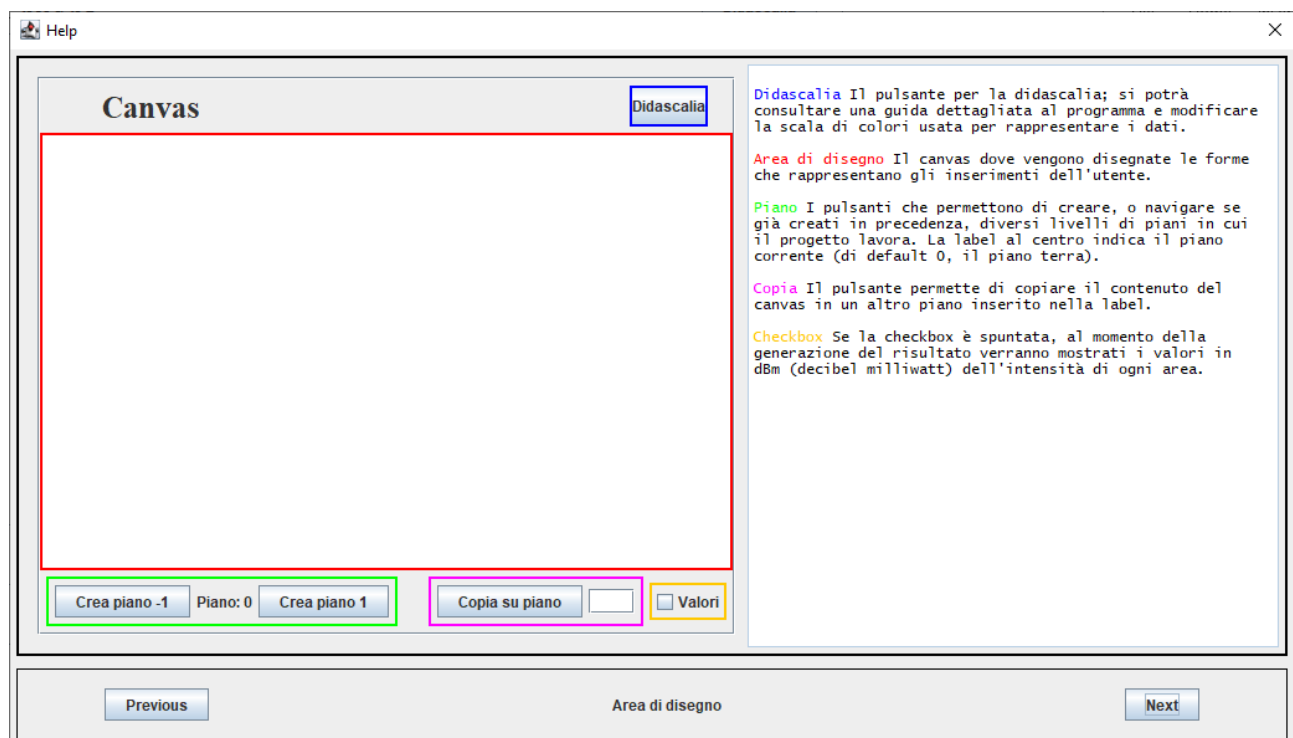 Help
Canvas
Didascalia
Didascalia Il pulsante per la didascalia; si potrà
consultare una guida dettagliata al programma e modificare
la scala di colori usata per rappresentare i dati.
Area di disegno Il canvas dove vengono disegnate le forme
che rappresentano gli inserimenti dell'utente.
Piano I pulsanti che permettono di creare, o navigare se
già creati in precedenza, diversi livelli di piani in cui
il progetto lavora. La label al centro indica il piano
corrente (di default 0, il piano terra).
Copia Il pulsante permette di copiare il contenuto del
canvas in un altro piano inserito nella label.
Checkbox Se la checkbox è spuntata, al momento della
generazione del risultato verranno mostrati i valori in
dBm (decibel milliwatt) dell'intensità di ogni area.
Crea piano -1 Piano: 0 Crea piano 1 Copia su piano Valori
Previous Area di disegno Next